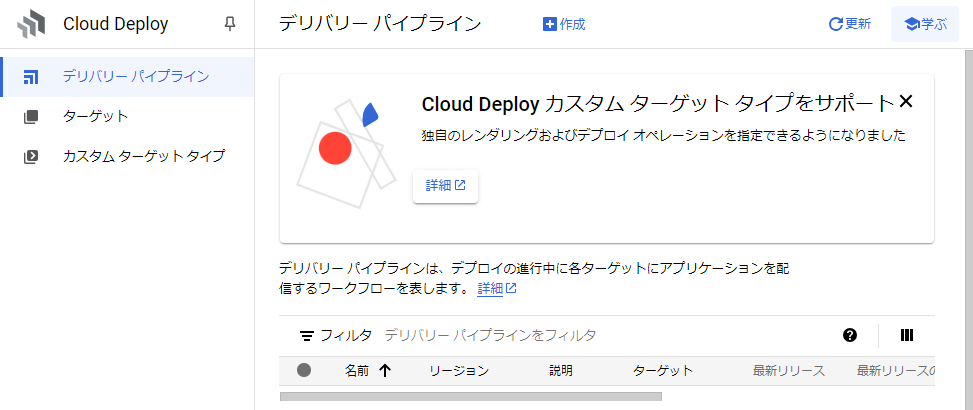 Cloud Deploy
デリバリー パイプライン
作成
更新
学ぶ
デリバリー パイプライン
ターゲット
カスタム ターゲット タイプ
Cloud Deploy カスタム ターゲット タイプをサポート
独自のレンダリングおよびデプロイ オペレーションを指定できるようになりました
詳細
デリバリー パイプラインは、デプロイの進行中に各ターゲットにアプリケーションを配
信するワークフローを表します。 詳細
フィルタ デリバリー パイプラインをフィルタ
名前 リージョン 説明 ターゲット 最新リリース 最新リリースの